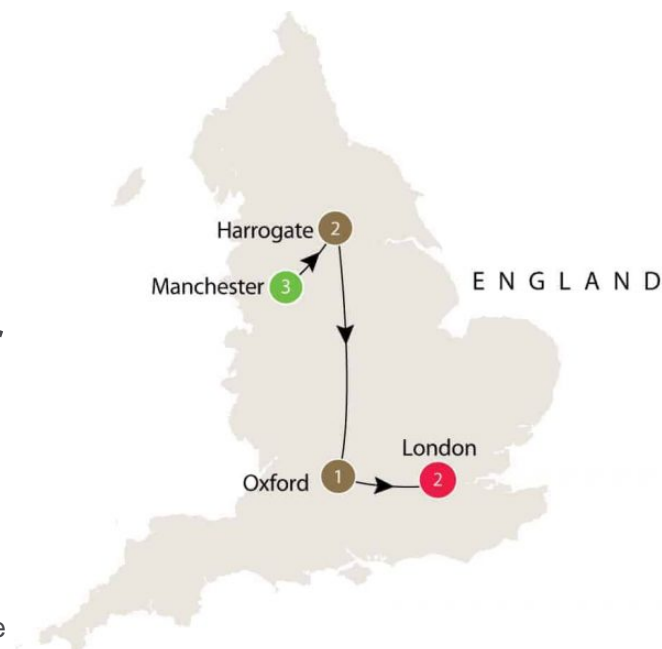 Harrogate 2
Manchester 3
ENGLAND
,
London
Oxford 1
2
e